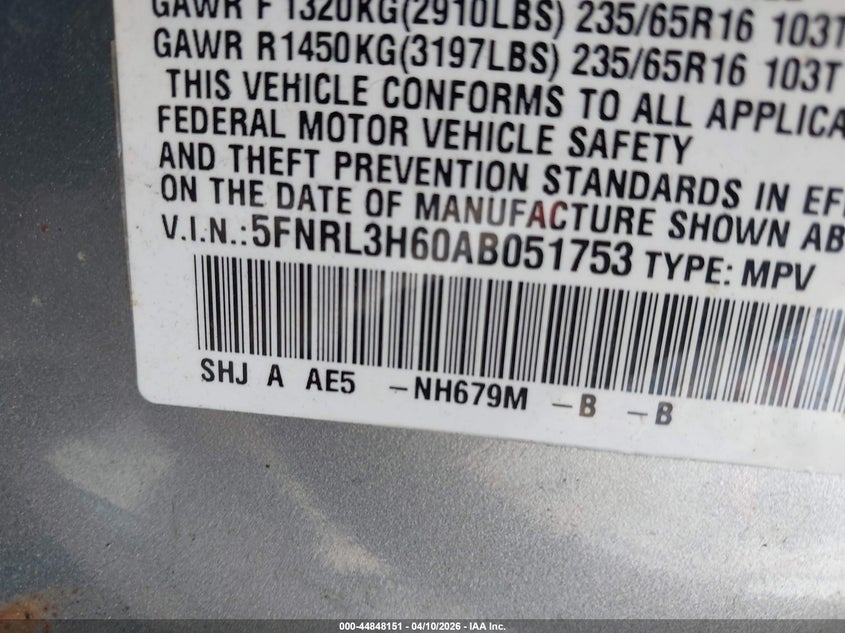 GAWR F 1320KG(2910LBS) 235/65R16 103T
GAWR R1450KG(3197LBS) 235/65R16 103T
THIS VEHICLE CONFORMS TO ALL APPLICA
FEDERAL MOTOR VEHICLE SAFETY
AND THEFT PREVENTION STANDARDS IN EFF
ON THE DATE OF MANUFACTURE SHOWN AB
V.I.N.:5FNRL3H60AB051753 TYPE: MPV
SHJ A AE5 -NH679M -B -B
000-44848151 — 04/10/2026 — IAA Inc.